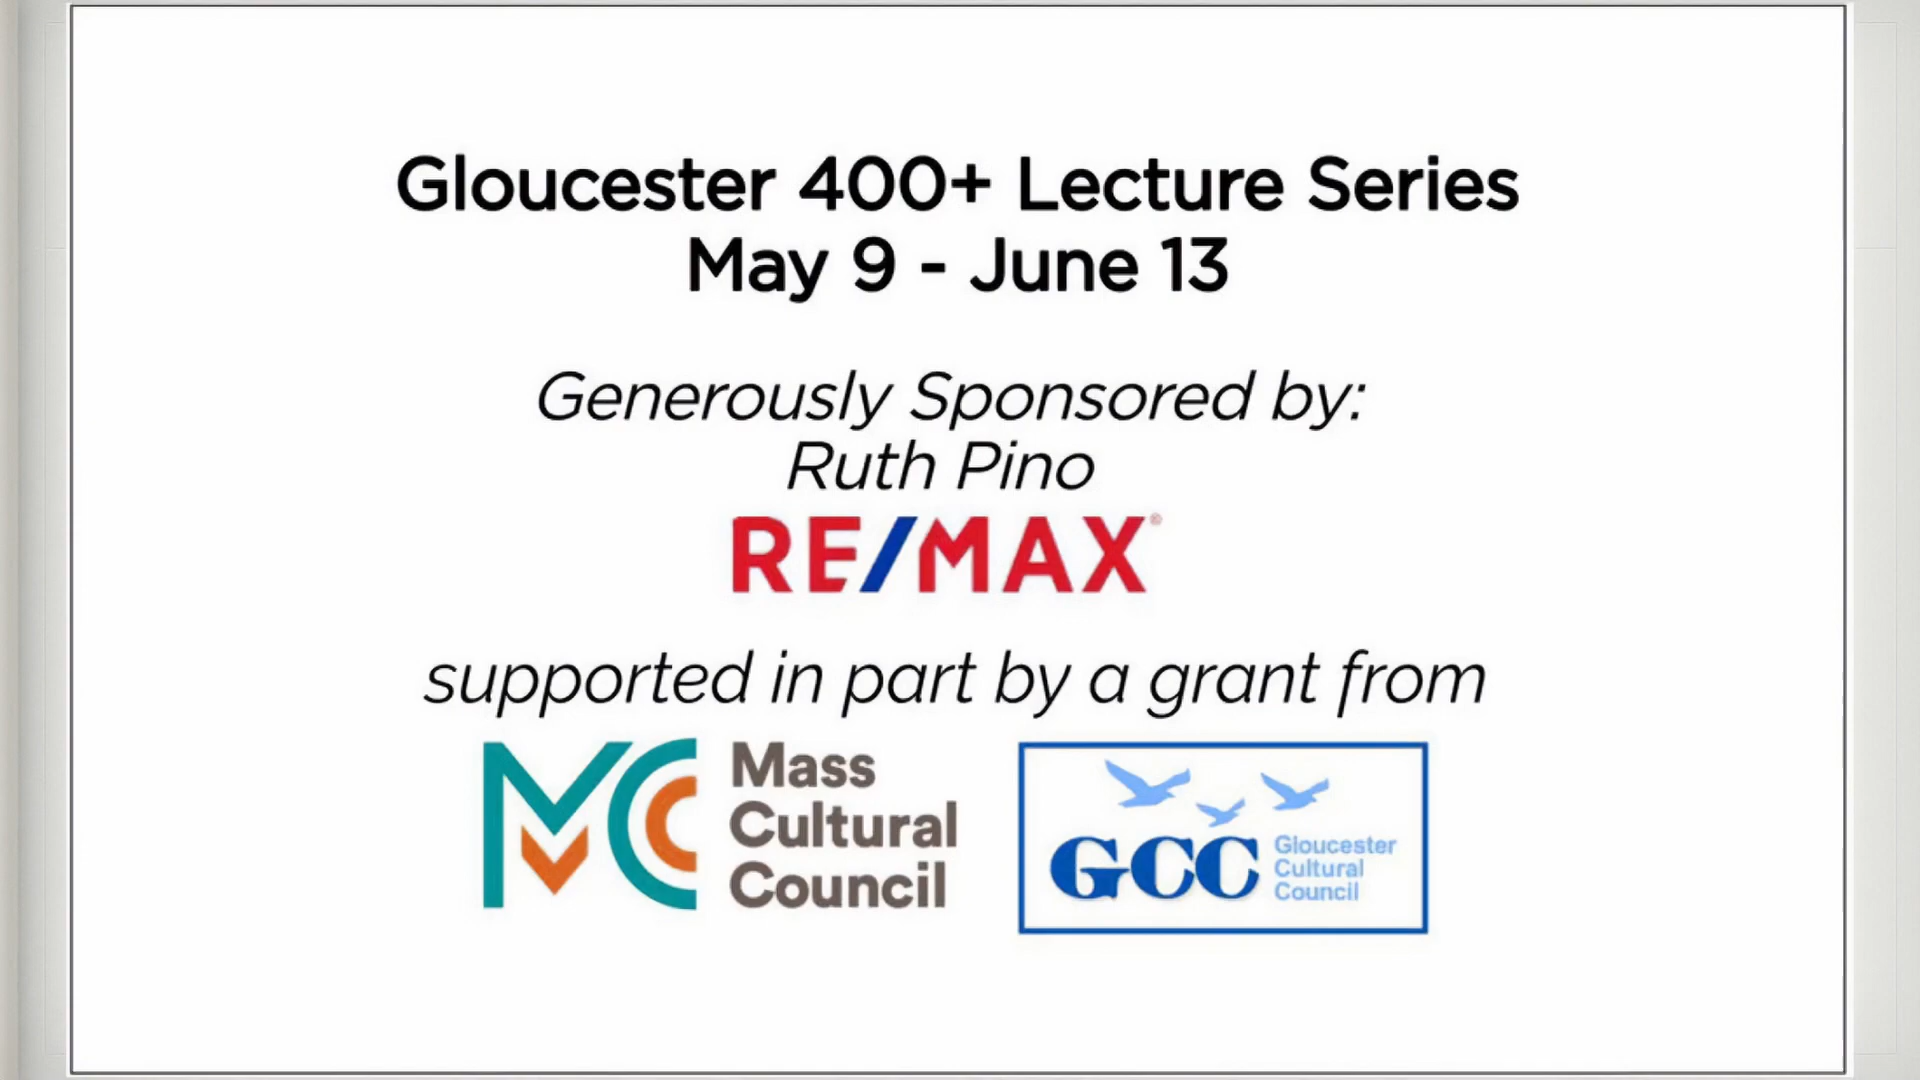 Gloucester 400+ Lecture Series
May 9 - June 13
Generously Sponsored by:
Ruth Pino
RE/MAX®
supported in part by a grant from
MCC
Mass
Cultural
Council
GCC
Gloucester
Cultural
Council